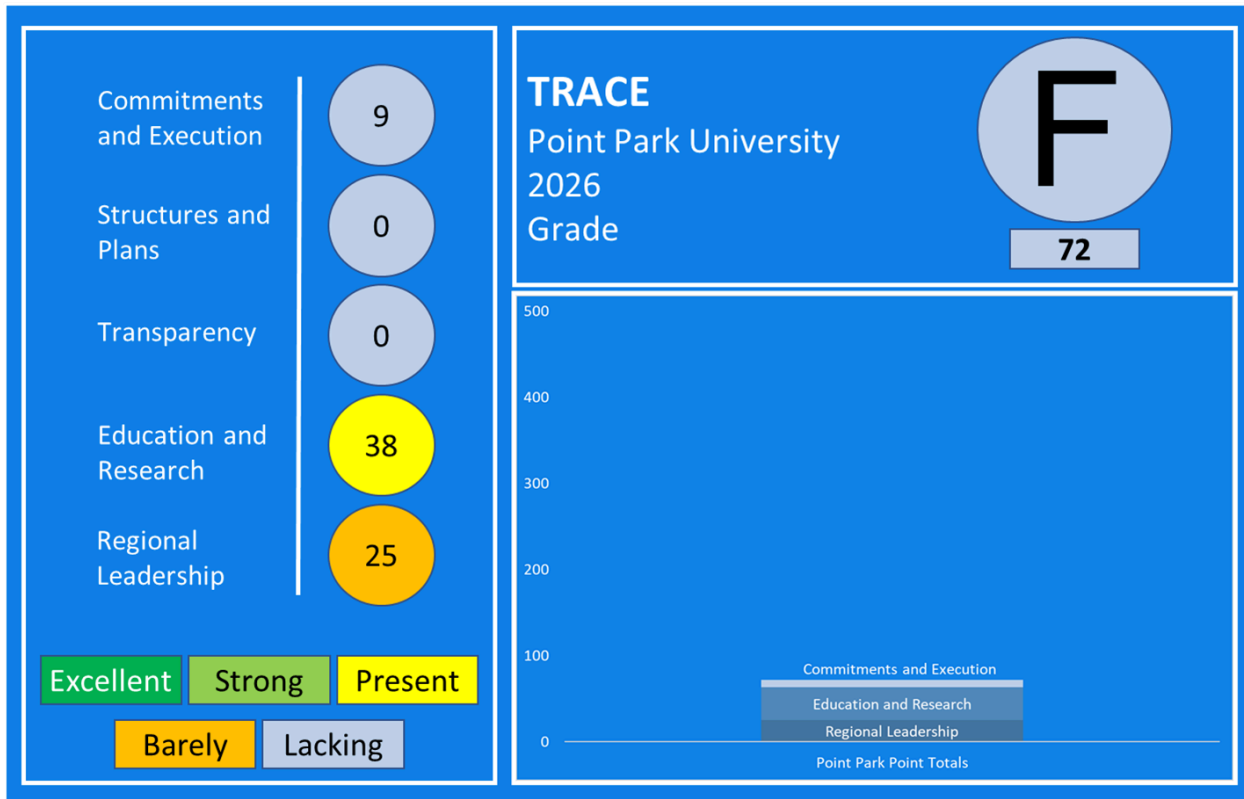 Commitments
and Execution
9
Structures and
Plans
0
Transparency
0
Education and
Research
38
Regional
Leadership
25
Excellent
Strong
Present
Barely
Lacking
TRACE
Point Park University
2026
Grade
F
72
500
400
300
200
100
0
Commitments and Execution
Education and Research
Regional Leadership
Point Park Point Totals